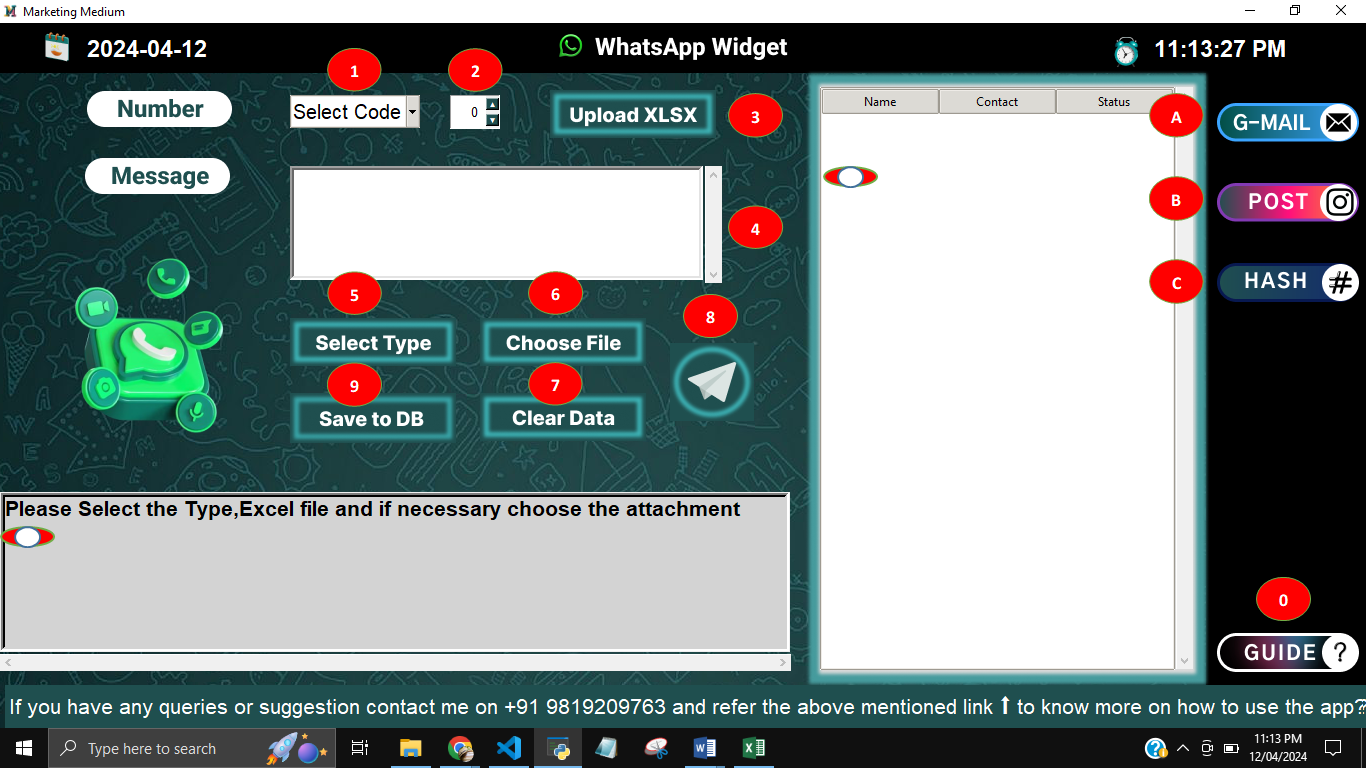 Marketing Medium
2024-04-12
WhatsApp Widget
11:13:27 PM
1
2
Number
Select Code
0
Upload XLSX
3
Name
Contact
Status
A
G-MAIL
Message
4
B
POST
C
HASH #
5
6
8
Select Type
Choose File
9
7
Save to DB
Clear Data
Please Select the Type,Excel file and if necessary choose the attachment
0
GUIDE ?
If you have any queries or suggestion contact me on +91 9819209763 and refer the above mentioned link ⬆ to know more on how to use the app?
Type here to search
11:13 PM
12/04/2024